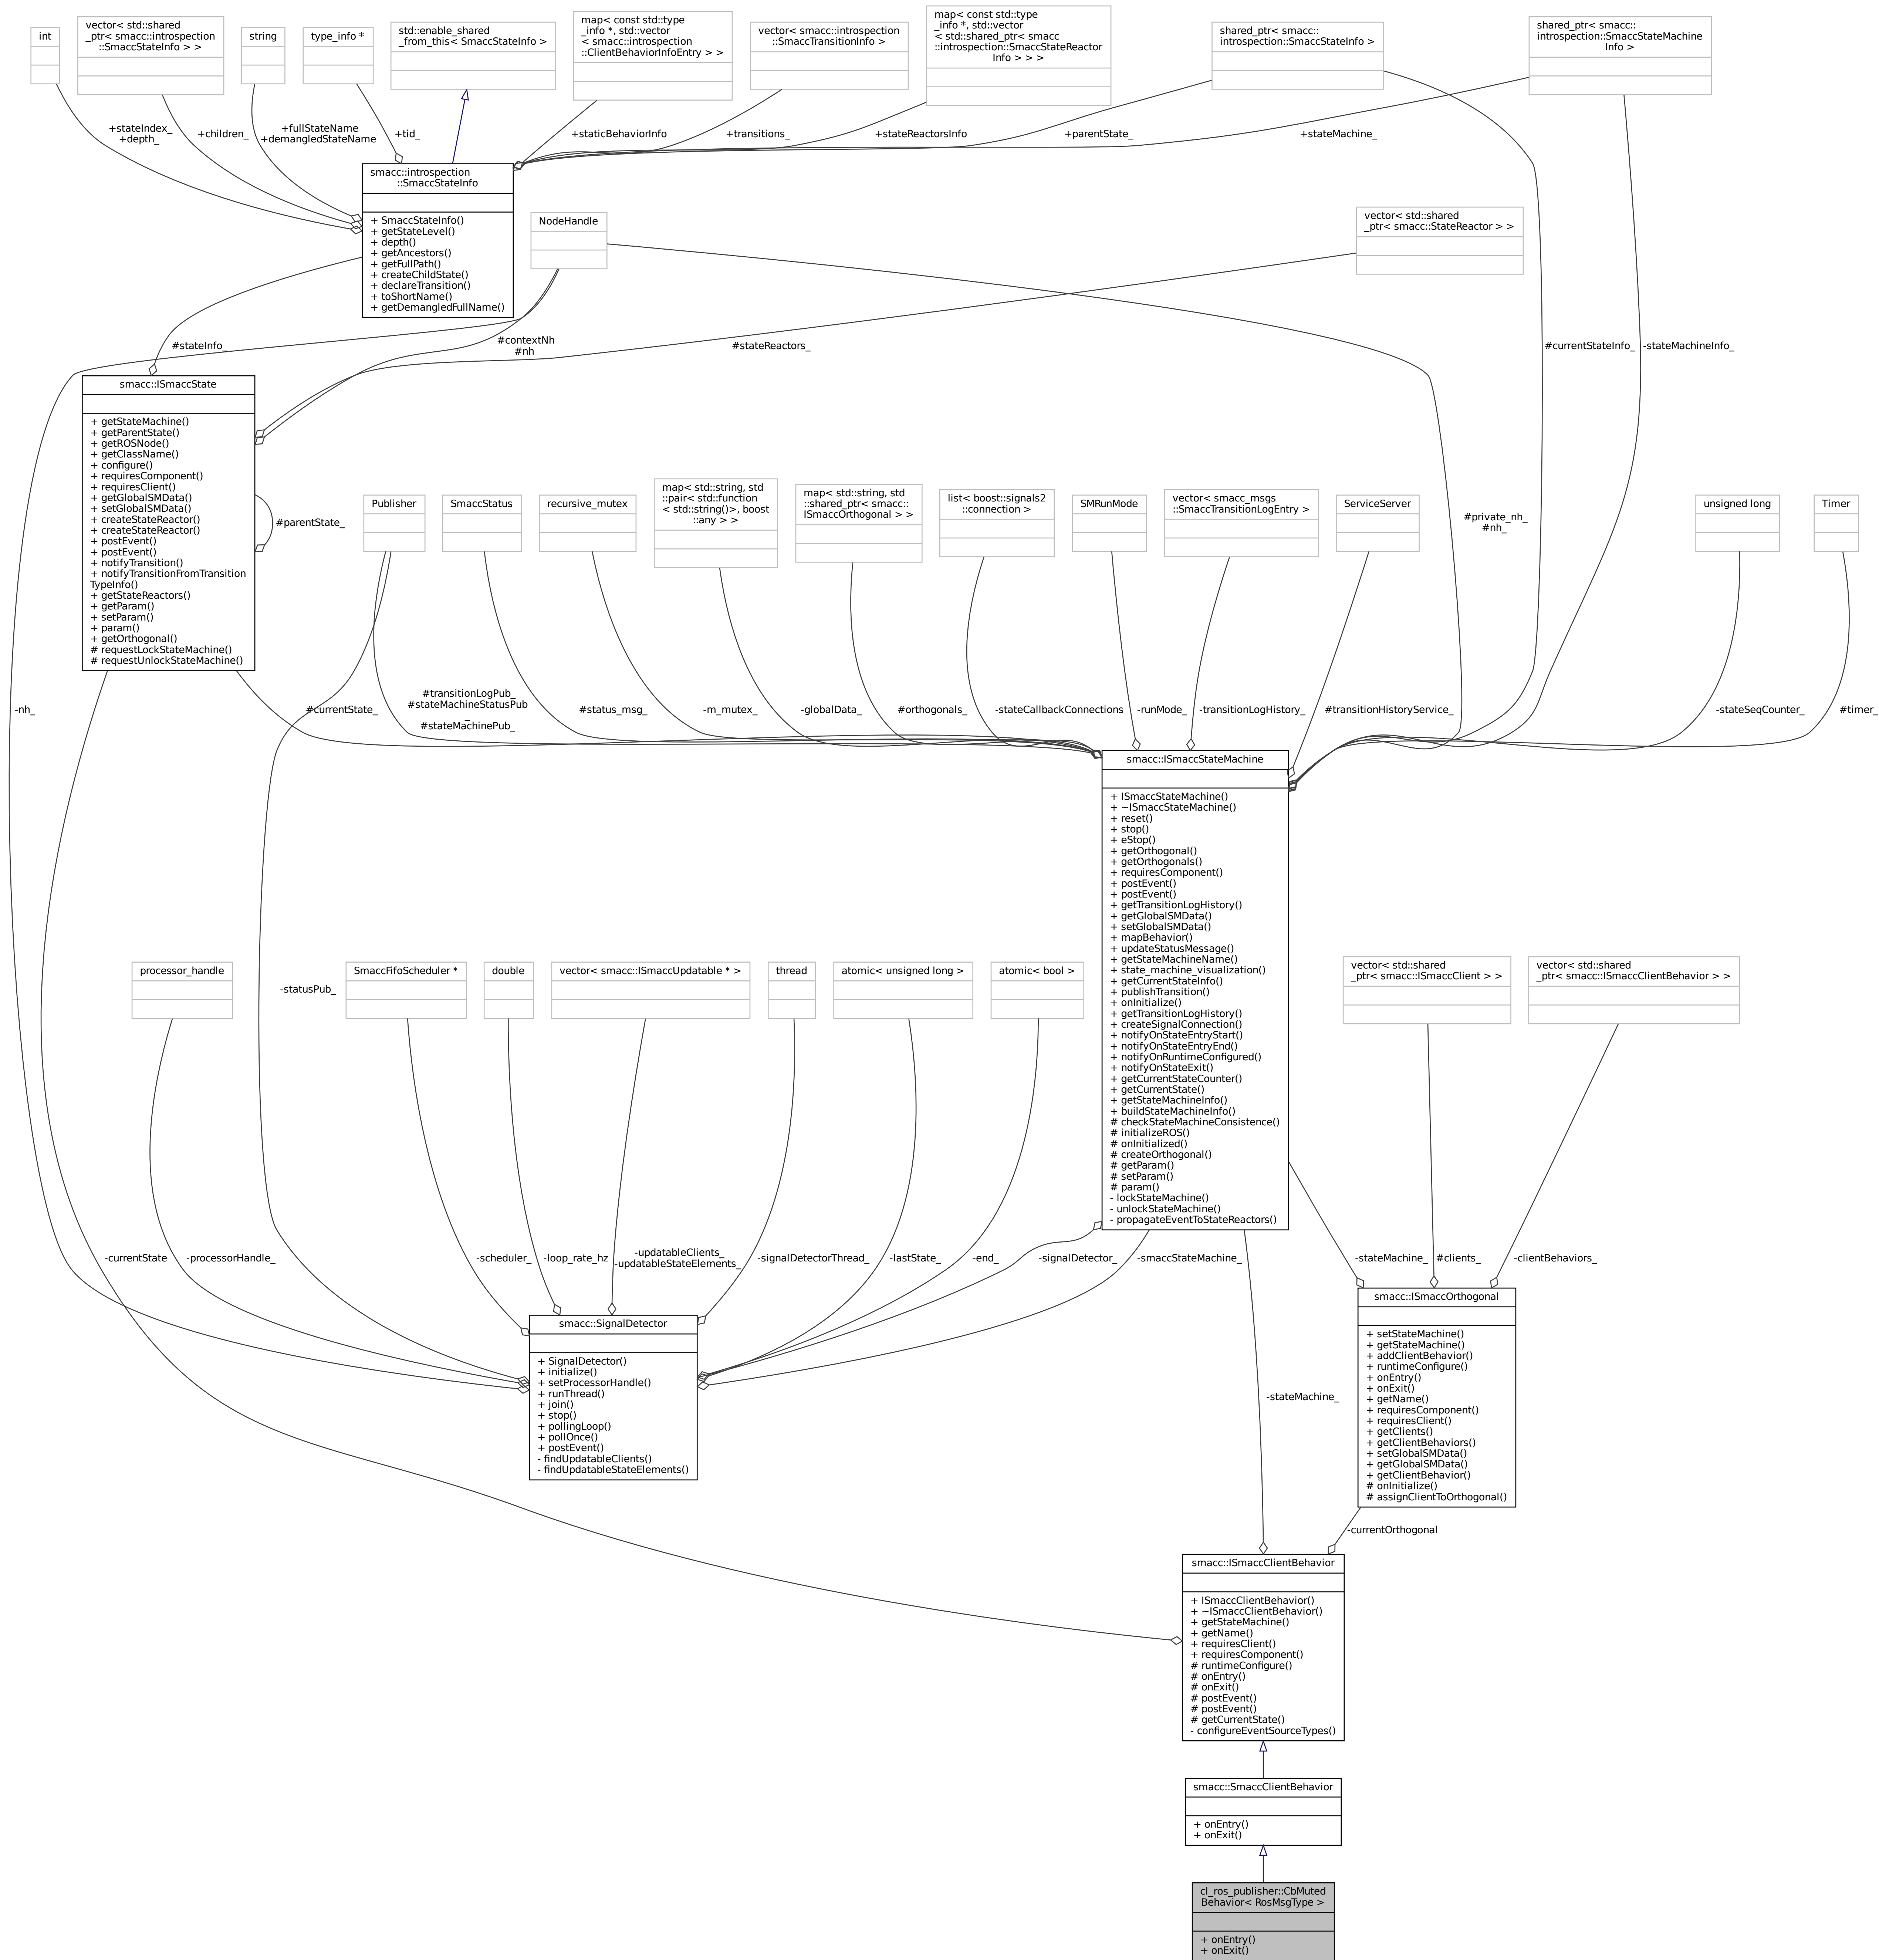 int
vector< std::shared
_ptr< smacc::introspection
::SmaccStateInfo > >
string
type_info *
std::enable_shared
_from_this< SmaccStateInfo >
map< const std::type
_info *, std::vector
< smacc::introspection
::ClientBehaviorInfoEntry > >
vector< smacc::introspection
::SmaccTransitionInfo >
map< const std::type
_info *, std::vector
< std::shared_ptr< smacc
::introspection::SmaccStateReactor
Info > > >
shared_ptr< smacc::
introspection::SmaccStateInfo >
shared_ptr< smacc::
introspection::SmaccStateMachine
Info >
+stateIndex_
+depth_
+children_
+fullStateName
+demangledStateName
+tid_
+staticBehaviorInfo
+transitions_
+stateReactorsInfo
+parentState_
+stateMachine_
smacc::introspection
::SmaccStateInfo
+ SmaccStateInfo()
+ getStateLevel()
+ depth()
+ getAncestors()
+ getFullPath()
+ createChildState()
+ declareTransition()
+ toShortName()
+ getDemangledFullName()
NodeHandle
vector< std::shared
_ptr< smacc::StateReactor > >
#stateInfo_
#contextNh
#nh
#stateReactors_
#currentStateInfo_
-stateMachineInfo_
smacc::ISmaccState
+ getStateMachine()
+ getParentState()
+ getROSNode()
+ getClassName()
+ configure()
+ requiresComponent()
+ requiresClient()
+ getGlobalSMData()
+ setGlobalSMData()
+ createStateReactor()
+ createStateReactor()
+ postEvent()
+ postEvent()
+ notifyTransition()
+ notifyTransitionFromTransition
TypeInfo()
+ getStateReactors()
+ getParam()
+ setParam()
+ param()
+ getOrthogonal()
# requestLockStateMachine()
# requestUnlockStateMachine()
#parentState_
Publisher
SmaccStatus
recursive_mutex
map< std::string, std
::pair< std::function
< std::string()>, boost
::any > >
map< std::string, std
::shared_ptr< smacc::
ISmaccOrthogonal > >
list< boost::signals2
::connection >
SMRunMode
vector< smacc_msgs
::SmaccTransitionLogEntry >
ServiceServer
#private_nh_
#nh_
unsigned long
Timer
-nh_
#currentState_
#transitionLogPub_
#stateMachineStatusPub
_
#stateMachinePub_
#status_msg_
-m_mutex_
-globalData_
#orthogonals_
-stateCallbackConnections
-runMode_
-transitionLogHistory_
#transitionHistoryService_
-stateSeqCounter_
#timer_
smacc::ISmaccStateMachine
+ ISmaccStateMachine()
+ ~ISmaccStateMachine()
+ reset()
+ stop()
+ eStop()
+ getOrthogonal()
+ getOrthogonals()
+ requiresComponent()
+ postEvent()
+ postEvent()
+ getTransitionLogHistory()
+ getGlobalSMData()
+ setGlobalSMData()
+ mapBehavior()
+ updateStatusMessage()
+ getStateMachineName()
+ state_machine_visualization()
+ getCurrentStateInfo()
+ publishTransition()
+ onInitialize()
+ getTransitionLogHistory()
+ createSignalConnection()
+ notifyOnStateEntryStart()
+ notifyOnStateEntryEnd()
+ notifyOnRuntimeConfigured()
+ notifyOnStateExit()
+ getCurrentStateCounter()
+ getCurrentState()
+ getStateMachineInfo()
+ buildStateMachineInfo()
# checkStateMachineConsistence()
# initializeROS()
# onInitialized()
# createOrthogonal()
# getParam()
# setParam()
# param()
- lockStateMachine()
- unlockStateMachine()
- propagateEventToStateReactors()
processor_handle
-statusPub_
SmaccFifoScheduler *
double
vector< smacc::ISmaccUpdatable * >
thread
atomic< unsigned long >
atomic< bool >
vector< std::shared
_ptr< smacc::ISmaccClient > >
vector< std::shared
_ptr< smacc::ISmaccClientBehavior > >
-currentState
-processorHandle_
-scheduler_
-loop_rate_hz
-updatableClients_
-updatableStateElements_
-signalDetectorThread_
-lastState_
-end_
-signalDetector_
-smaccStateMachine_
-stateMachine_
#clients_
-clientBehaviors_
smacc::SignalDetector
+ SignalDetector()
+ initialize()
+ setProcessorHandle()
+ runThread()
+ join()
+ stop()
+ pollingLoop()
+ pollOnce()
+ postEvent()
- findUpdatableClients()
- findUpdatableStateElements()
smacc::ISmaccOrthogonal
+ setStateMachine()
+ getStateMachine()
+ addClientBehavior()
+ runtimeConfigure()
+ onEntry()
+ onExit()
+ getName()
+ requiresComponent()
+ requiresClient()
+ getClients()
+ getClientBehaviors()
+ setGlobalSMData()
+ getGlobalSMData()
+ getClientBehavior()
# onInitialize()
# assignClientToOrthogonal()
-stateMachine_
-currentOrthogonal
smacc::ISmaccClientBehavior
+ ISmaccClientBehavior()
+ ~ISmaccClientBehavior()
+ getStateMachine()
+ getName()
+ requiresClient()
+ requiresComponent()
# runtimeConfigure()
# onEntry()
# onExit()
# postEvent()
# postEvent()
# getCurrentState()
- configureEventSourceTypes()
smacc::SmaccClientBehavior
+ onEntry()
+ onExit()
cl_ros_publisher::CbMuted
Behavior< RosMsgType >
+ onEntry()
+ onExit()